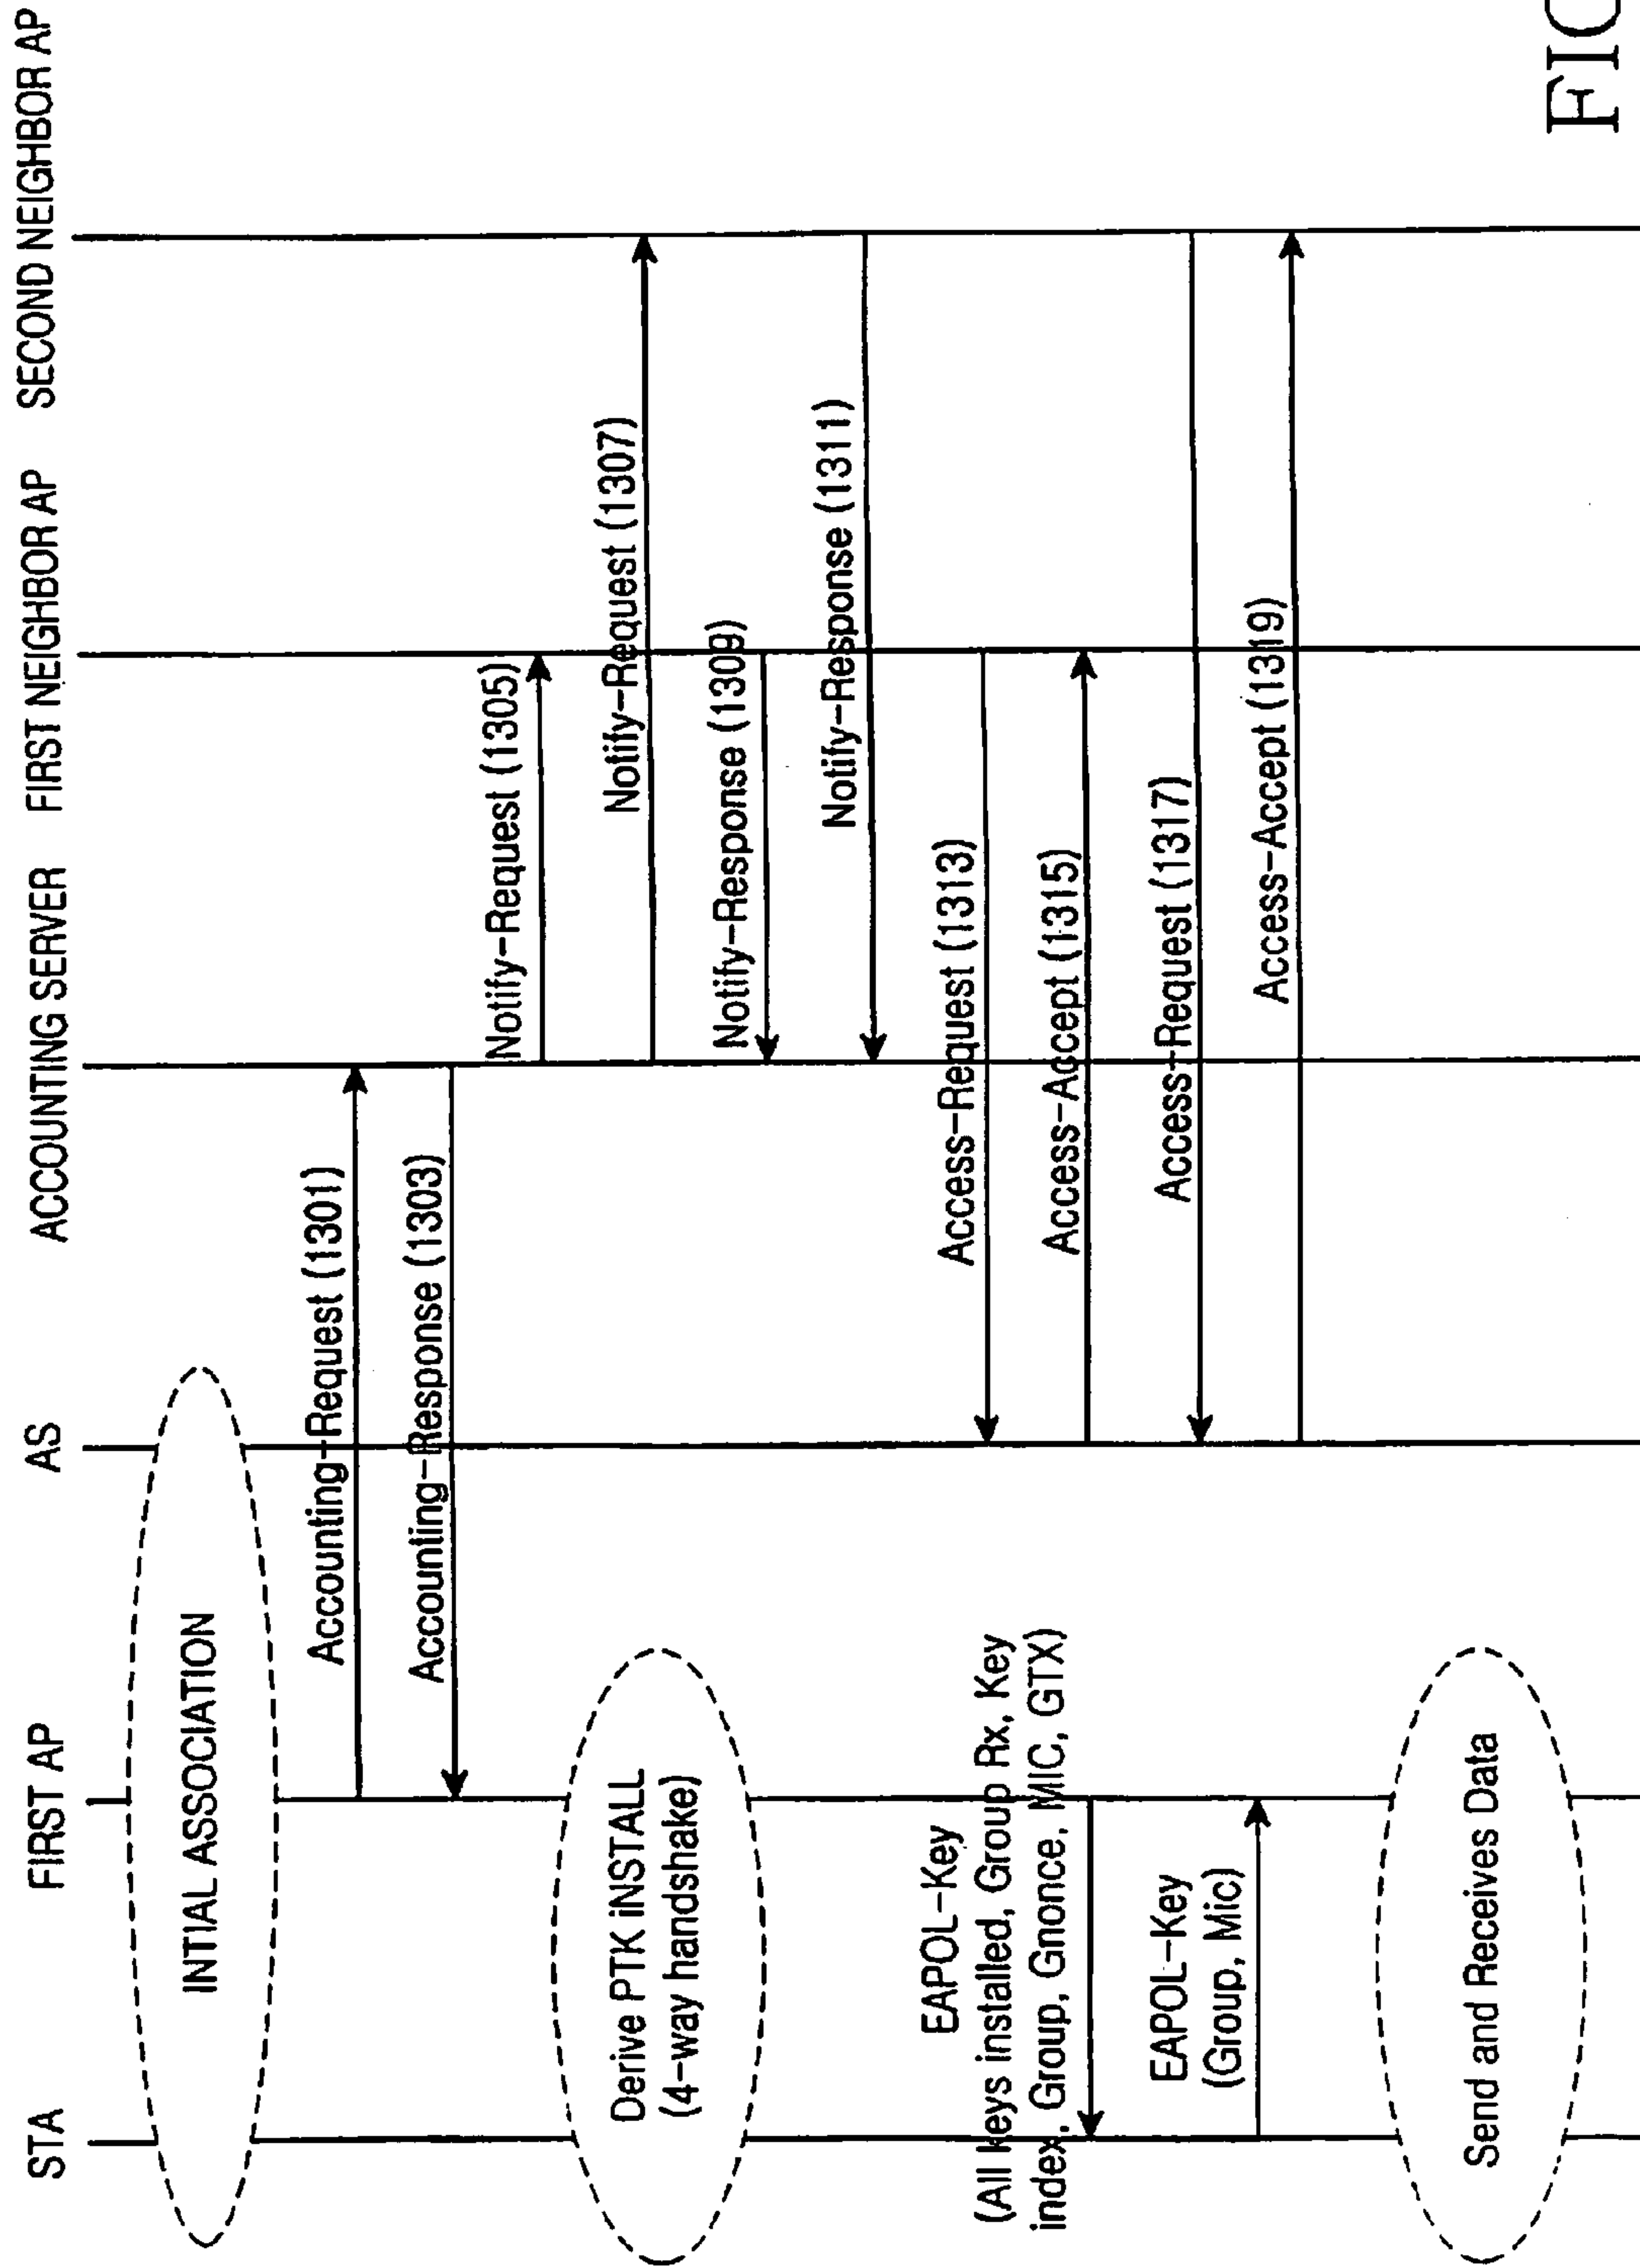 STA
FIRST AP
AS
ACCOUNTING SERVER
FIRST NEIGHBOR AP
SECOND NEIGHBOR AP
INTIAL ASSOCIATION
Accounting-Request (1301)
Accounting-Response (1303)
Notify-Request (1305)
Derive PTK iNSTALL
(4-way handshake)
Notify-Request (1307)
Notify-Response (1309)
Notify-Response (1311)
EAPOL-Key
(All keys installed, Group Rx, Key
index, Group, Gnonce, MIC, GTX)
Access-Request (1313)
Access-Accept (1315)
EAPOL-Key
(Group, Mic)
Access-Request (1317)
Access-Accept (1319)
Send and Receives Data